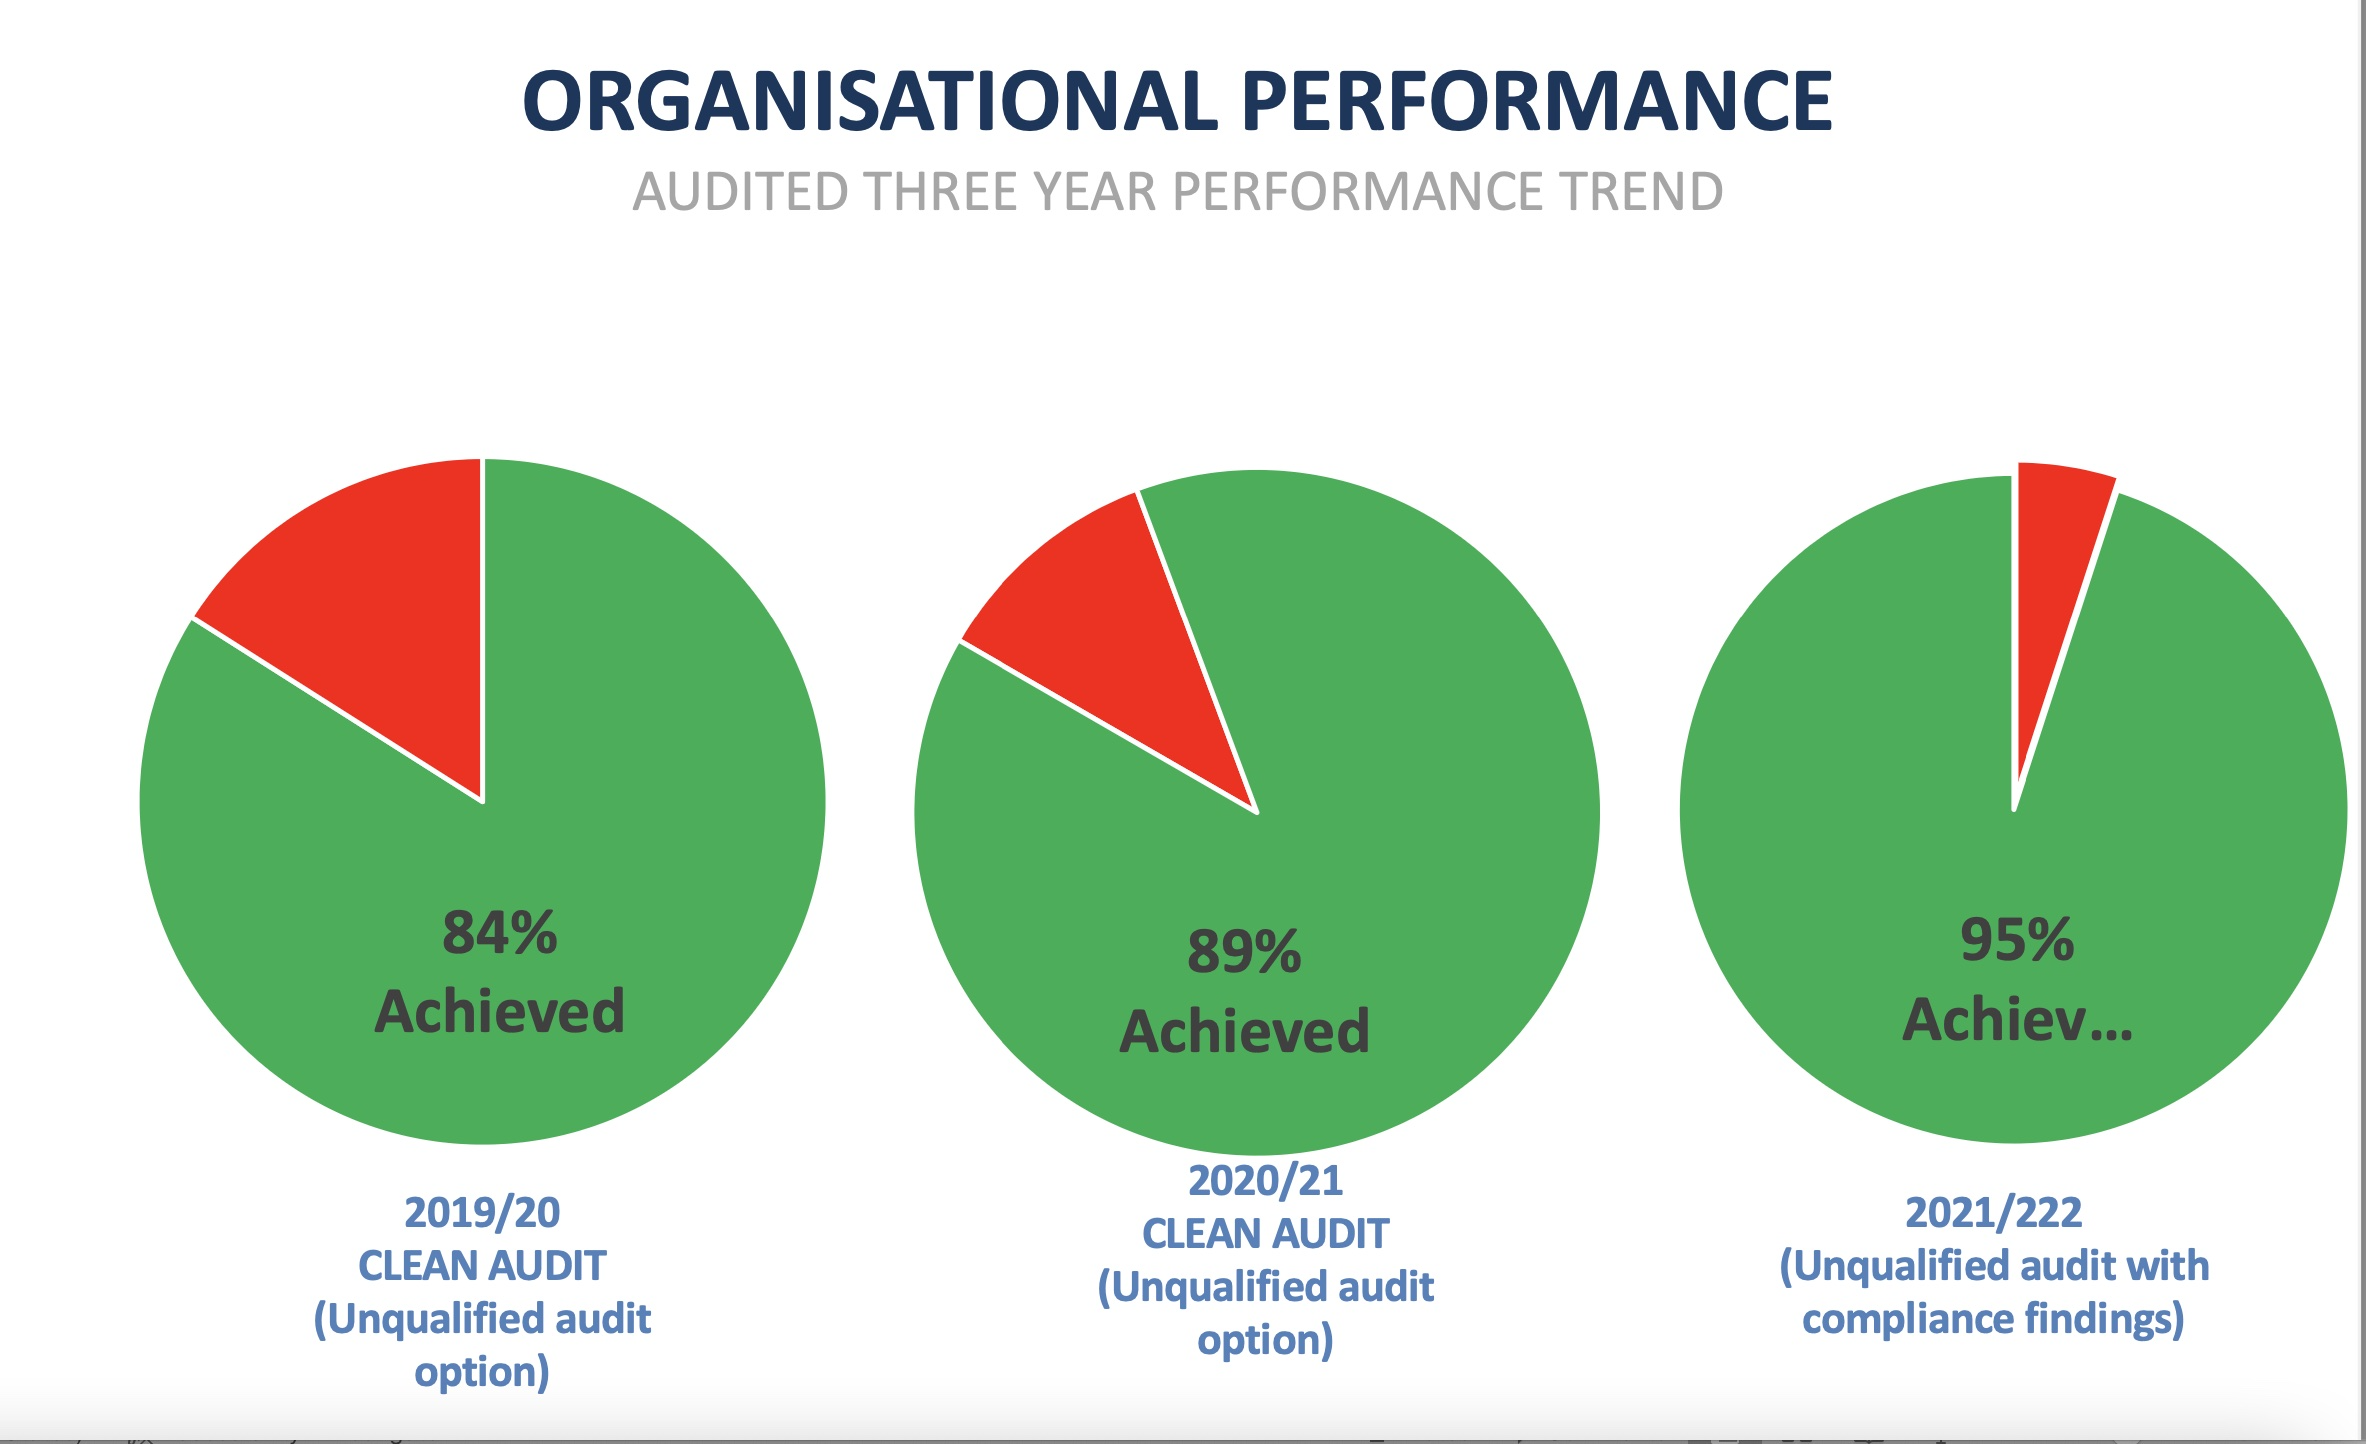 ORGANISATIONAL PERFORMANCE
AUDITED THREE YEAR PERFORMANCE TREND
84%
Achieved
89%
Achieved
95%
Achiev...
2019/20
CLEAN AUDIT
(Unqualified audit
option)
2020/21
CLEAN AUDIT
(Unqualified audit
option)
2021/222
(Unqualified audit with
compliance findings)